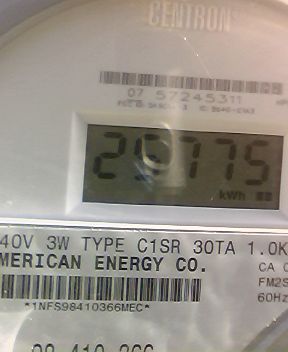 CENTRON
07 57245311
29775
kWh
40V 3W TYPE C1SR 30TA 1.0K
MERICAN ENERGY CO.
CA 0
FM2S
60Hz
*1NFS98410366MEC*